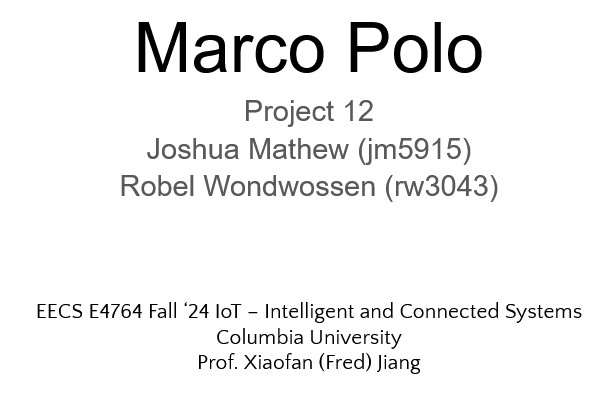 Marco Polo
Project 12
Joshua Mathew (jm5915)
Robel Wondwossen (rw3043)
EECS E4764 Fall ‘24 IoT – Intelligent and Connected Systems
Columbia University
Prof. Xiaofan (Fred) Jiang